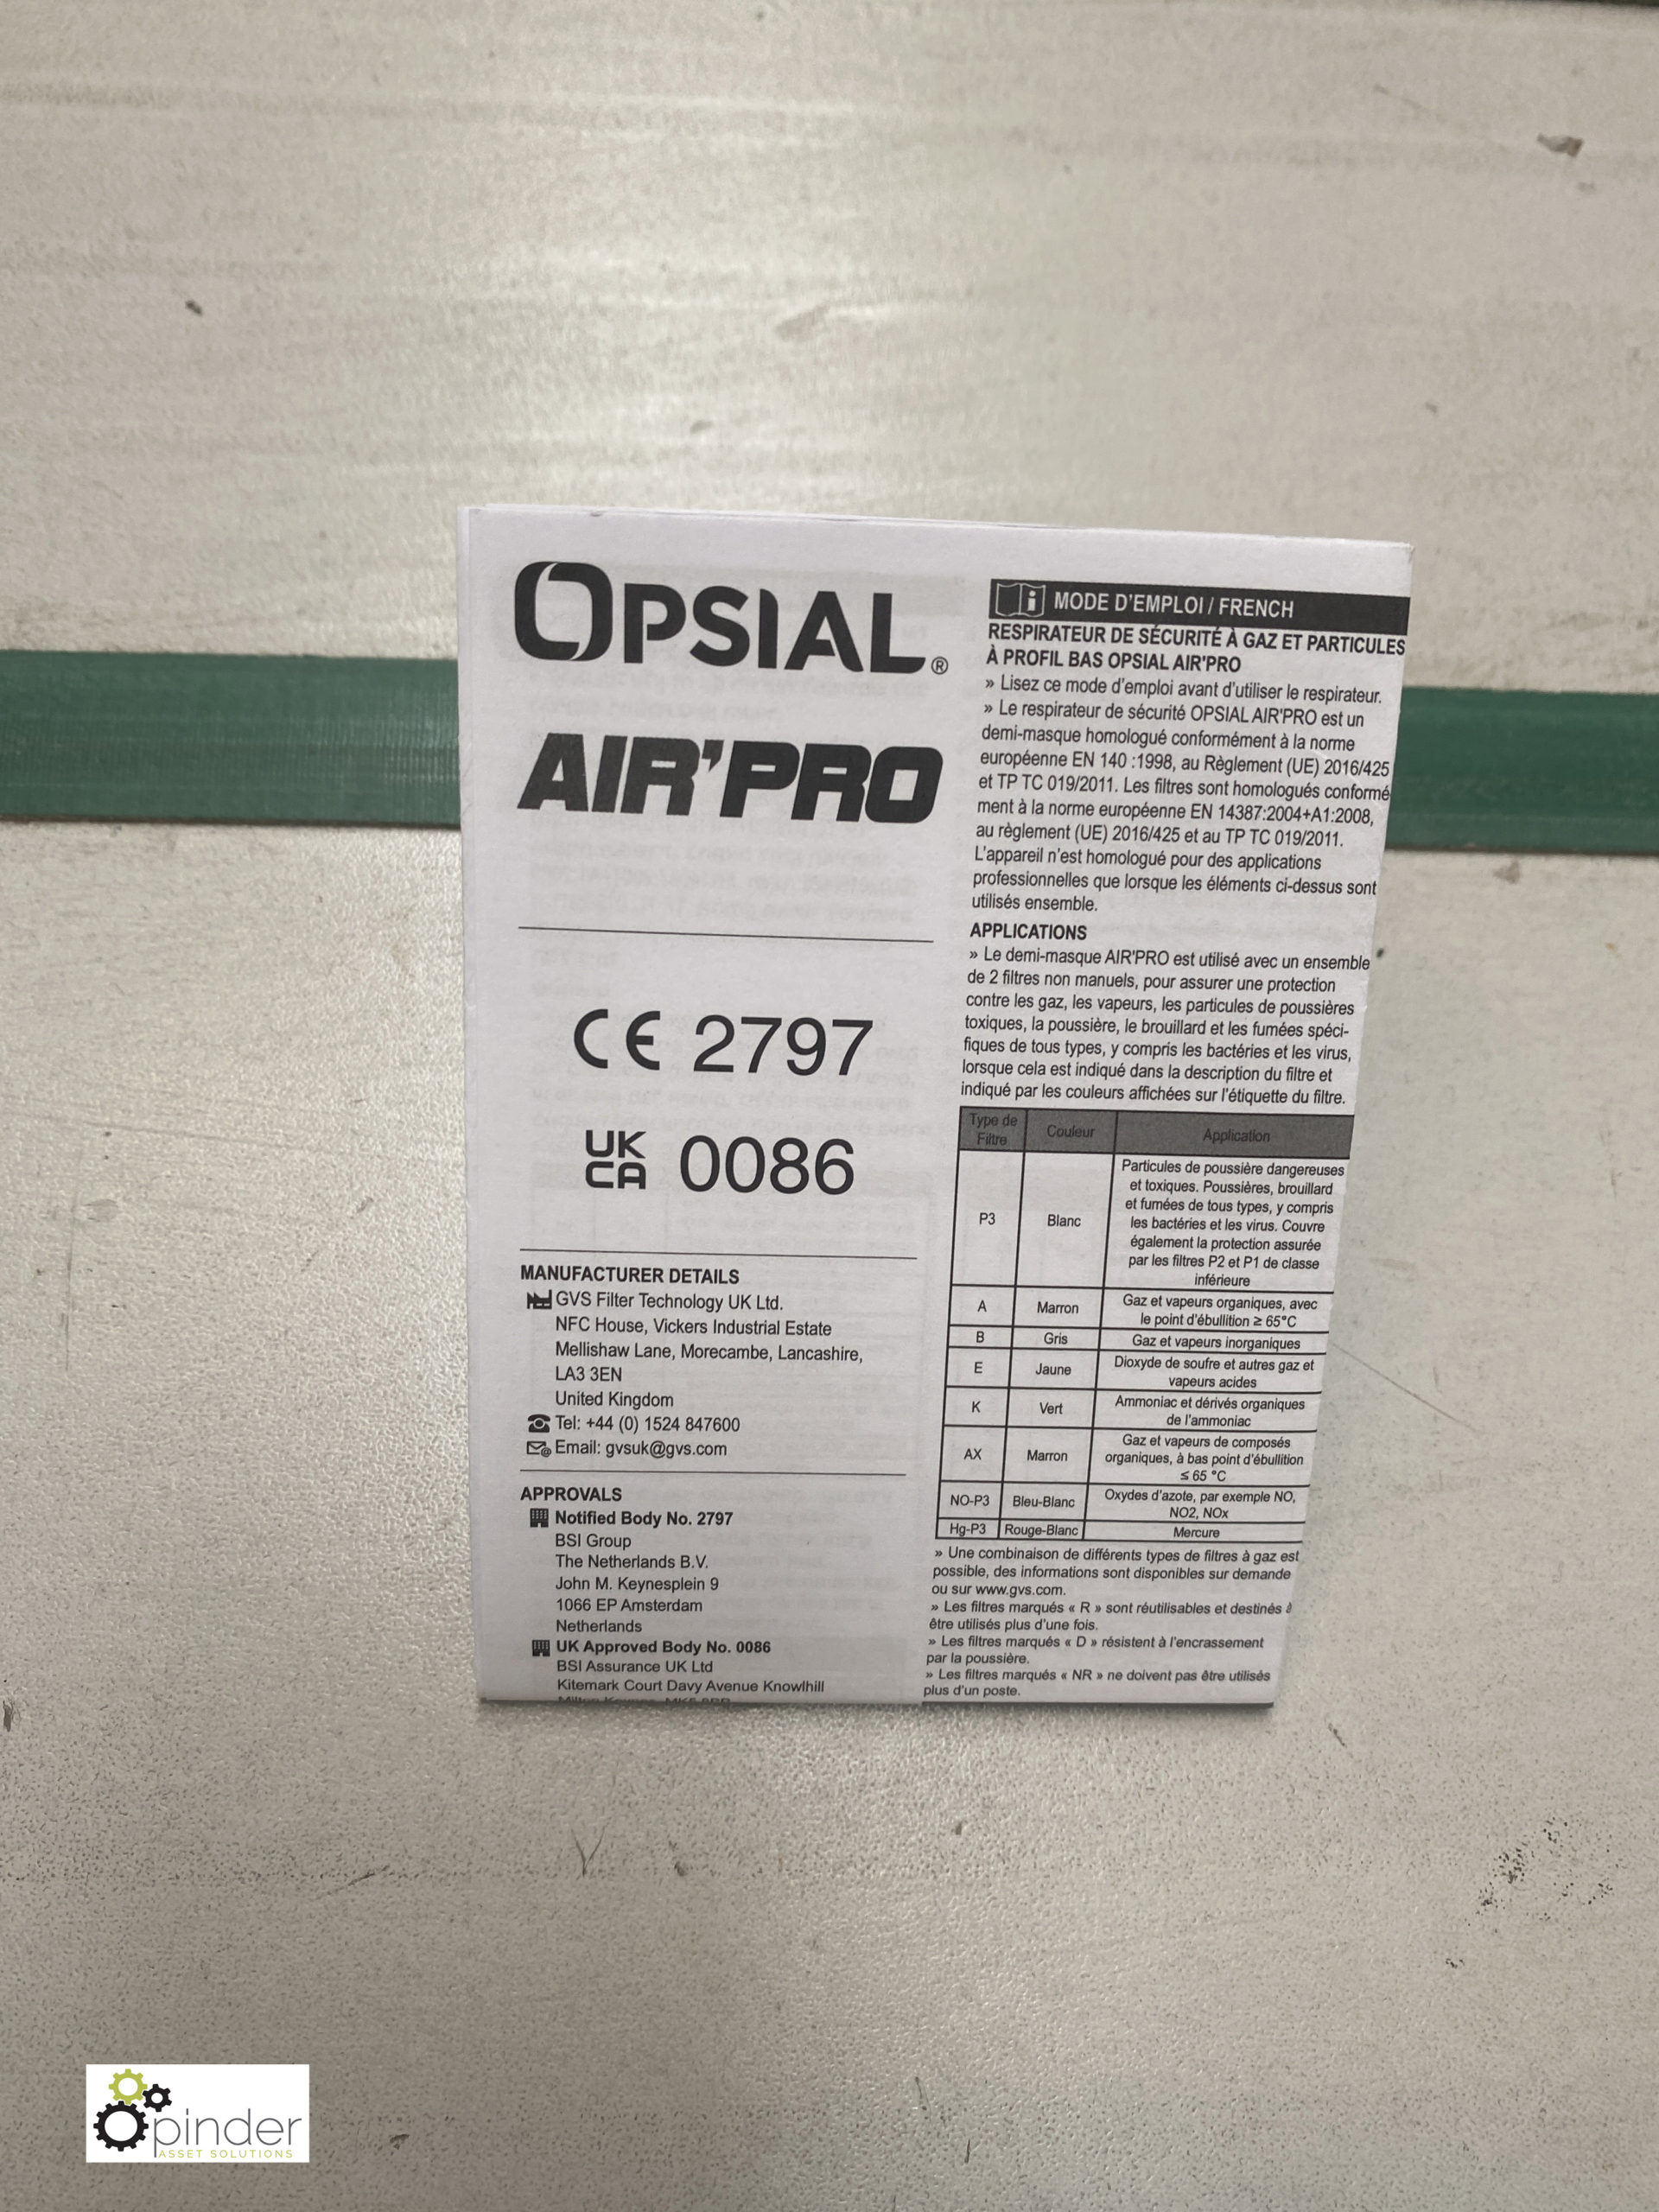 OPSIAL®
AIR'PRO
CE 2797
UK
CA 0086
MANUFACTURER DETAILS
GVS Filter Technology UK Ltd.
NFC House, Vickers Industrial Estate
Mellishaw Lane, Morecambe, Lancashire,
LA3 3EN
United Kingdom
Tel: +44 (0) 1524 847600
Email: gvsuk@gvs.com
APPROVALS
Notified Body No. 2797
BSI Group
The Netherlands B.V.
John M. Keynesplein 9
1066 EP Amsterdam
Netherlands
UK Approved Body No. 0086
BSI Assurance UK Ltd
Kitemark Court Davy Avenue Knowlhill
MODE D'EMPLOI / FRENCH
RESPIRATEUR DE SÉCURITÉ À GAZ ET PARTICULES
À PROFIL BAS OPSIAL AIR'PRO
» Lisez ce mode d'emploi avant d'utiliser le respirateur.
» Le respirateur de sécurité OPSIAL AIR'PRO est un
demi-masque homologué conformément à la norme
européenne EN 140 :1998, au Règlement (UE) 2016/425
et TP TC 019/2011. Les filtres sont homologués conformé
ment à la norme européenne EN 14387:2004+A1:2008,
au règlement (UE) 2016/425 et au TP TC 019/2011.
L'appareil n'est homologué pour des applications
professionnelles que lorsque les éléments ci-dessus sont
utilisés ensemble.
APPLICATIONS
» Le demi-masque AIR'PRO est utilisé avec un ensemble
de 2 filtres non manuels, pour assurer une protection
contre les gaz, les vapeurs, les particules de poussières
toxiques, la poussière, le brouillard et les fumées spéci-
fiques de tous types, y compris les bactéries et les virus,
lorsque cela est indiqué dans la description du filtre et
indiqué par les couleurs affichées sur l'étiquette du filtre.
Type de
Filtre
Couleur
Application
P3
Blanc
Particules de poussière dangereuses
et toxiques. Poussières, brouillard
et fumées de tous types, y compris
les bactéries et les virus. Couvre
également la protection assurée
par les filtres P2 et P1 de classe
inférieure
A
Marron
Gaz et vapeurs organiques, avec
le point d'ébullition ≥ 65°C
B
Gris
Gaz et vapeurs inorganiques
E
Jaune
Dioxyde de soufre et autres gaz et
vapeurs acides
K
Vert
Ammoniac et dérivés organiques
de l'ammoniac
AX
Marron
Gaz et vapeurs de composés
organiques, à bas point d'ébullition
≤ 65 °C
NO-P3
Bleu-Blanc
Oxydes d'azote, par exemple NO,
NO2, NOx
Hg-P3
Rouge-Blanc
Mercure
» Une combinaison de différents types de filtres à gaz est
possible, des informations sont disponibles sur demande
ou sur www.gvs.com.
» Les filtres marqués « R » sont réutilisables et destinés à
être utilisés plus d'une fois.
» Les filtres marqués « D » résistent à l'encrassement
par la poussière.
» Les filtres marqués « NR » ne doivent pas être utilisés
plus d'un poste.
pinder
ASSET SOLUTIONS